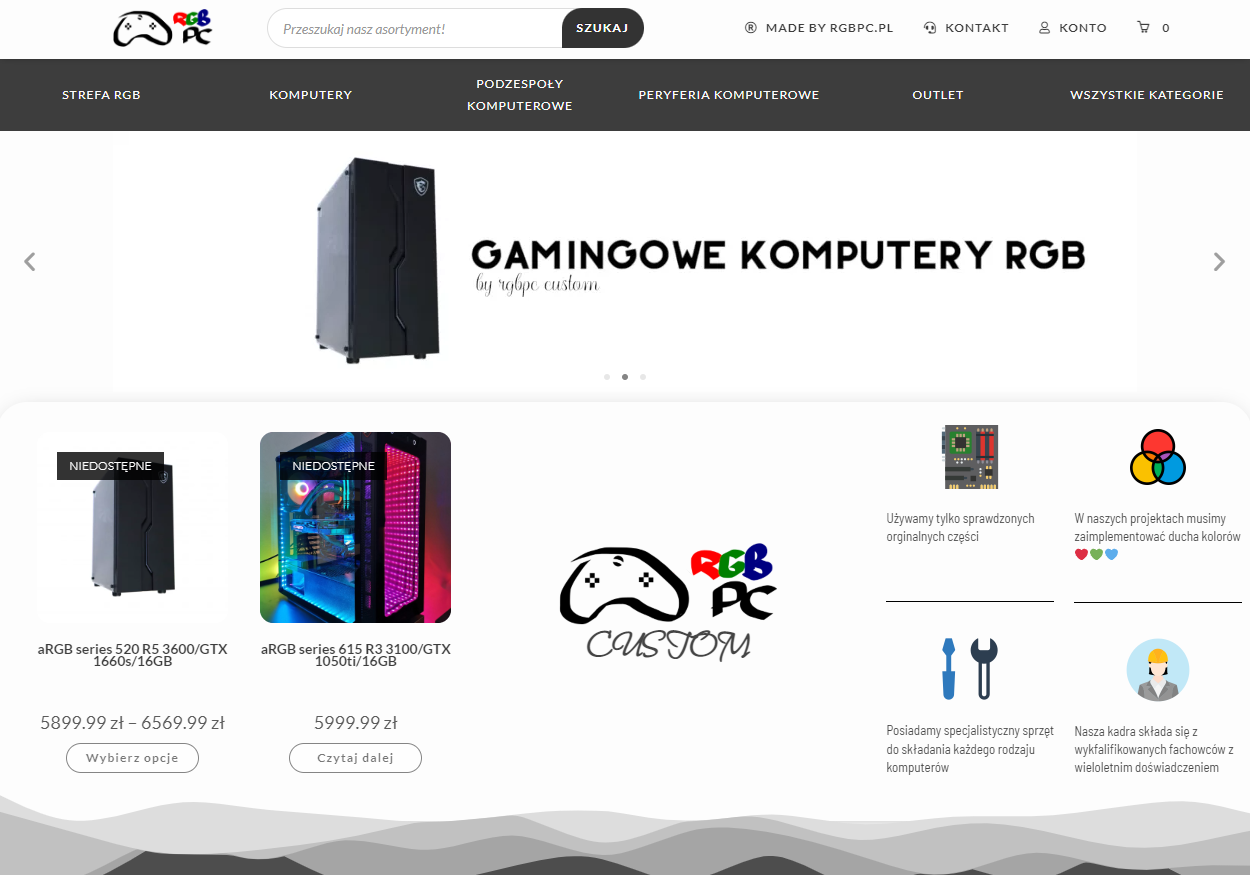 RGB
PC
Przeszukaj nasz asortyment!
SZUKAJ
MADE BY RGBPC.PL
KONTAKT
KONTO
0
STREFA RGB
KOMPUTERY
PODZESPOŁY
KOMPUTEROWE
PERYFERIA KOMPUTEROWE
OUTLET
WSZYSTKIE KATEGORIE
GAMINGOWE KOMPUTERY RGB
by rgbpc custom
NIEDOSTĘPNE
aRGB series 520 R5 3600/GTX
1660s/16GB
5899.99 zł – 6569.99 zł
Wybierz opcje
NIEDOSTĘPNE
aRGB series 615 R3 3100/GTX
1050ti/16GB
5999.99 zł
Czytaj dalej
RGB
PC
CUSTOM
Używamy tylko sprawdzonych
orginalnych części
W naszych projektach musimy
zaimplementować ducha kolorów
Posiadamy specjalistyczny sprzęt
do składania każdego rodzaju
komputerów
Nasza kadra składa się z
wykfalifikowanych fachowców z
wieloletnim doświadczeniem